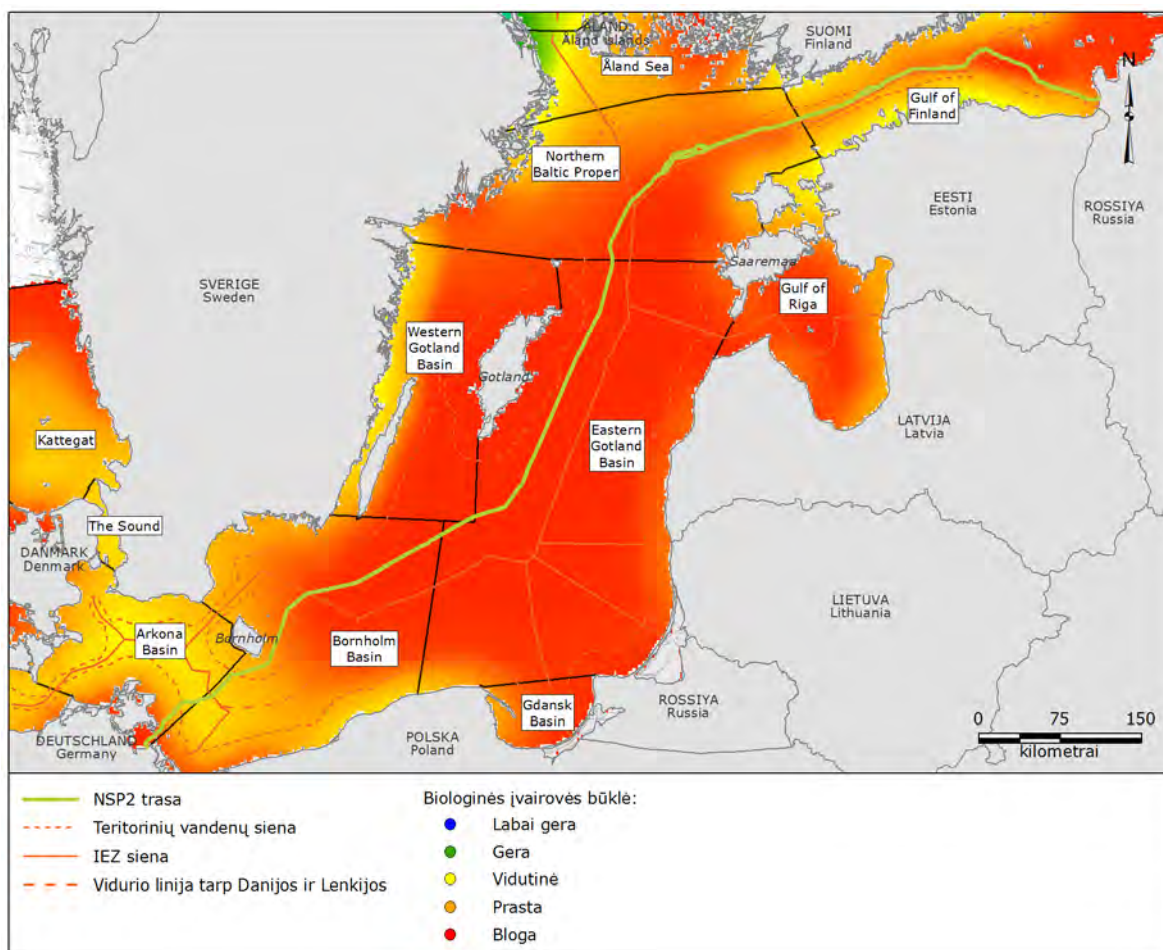 ÅLAND
Åland Islands
SUOMI
Finland
Åland Sea
N
Gulf of
Finland
Northern
Baltic Proper
EESTI
Estonia
ROSSIYA
Russia
SVERIGE
Sweden
Saaremaa
Gulf of
Riga
Western
Gotland
Basin
Gotland
LATVIJA
Latvia
Kattegat
Eastern
Gotland
Basin
The Sound
DANMARK
Denmark
LIETUVA
Lithuania
Arkona
Basin
Bornholm
Bornholm
Basin
Gdansk
Basin
ROSSIYA
Russia
DEUTSCHLAND
Germany
POLSKA
Poland
0 75 150
kilometrai
NSP2 trasa
Teritorinių vandenų siena
IEZ siena
Vidurio linija tarp Danijos ir Lenkijos
Biologinės įvairovės būklė:
Labai gera
Gera
Vidutinė
Prasta
Bloga